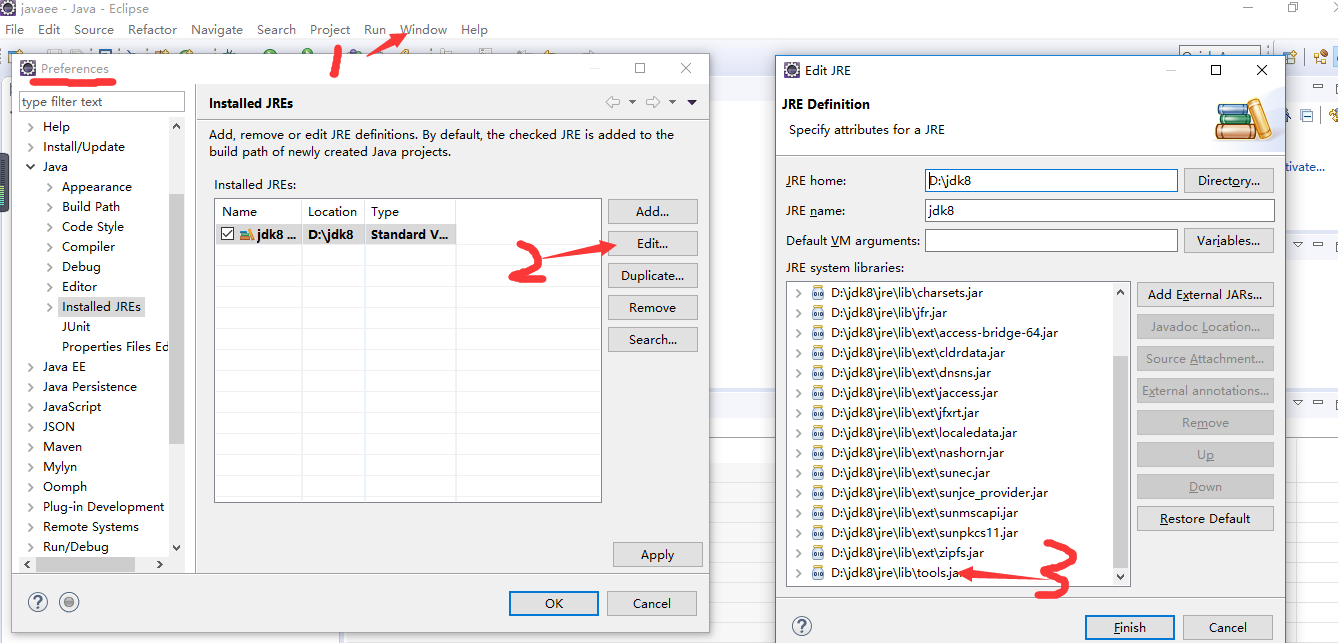 javaee - Java - Eclipse
File Edit Source Refactor Navigate Search Project Run Window Help
1
Preferences
type filter text
Help
Install/Update
Java
Appearance
Build Path
Code Style
Compiler
Debug
Editor
Installed JREs
JUnit
Properties Files Ed
Java EE
Java Persistence
JavaScript
JSON
Maven
Mylyn
Oomph
Plug-in Development
Remote Systems
Run/Debug
Installed JREs
Add, remove or edit JRE definitions. By default, the checked JRE is added to the
build path of newly created Java projects.
Installed JREs:
Name Location Type
jdk8 ... D:\jdk8 Standard V...
Add...
Edit...
2
Duplicate...
Remove
Search...
Apply
OK Cancel
Edit JRE
JRE Definition
Specify attributes for a JRE
JRE home: D:\jdk8 Directory...
JRE name: jdk8
Default VM arguments: Variables...
JRE system libraries:
D:\jdk8\jre\lib\charsets.jar
D:\jdk8\jre\lib\jfr.jar
D:\jdk8\jre\lib\ext\access-bridge-64.jar
D:\jdk8\jre\lib\ext\cldrdata.jar
D:\jdk8\jre\lib\ext\dnsns.jar
D:\jdk8\jre\lib\ext\jaccess.jar
D:\jdk8\jre\lib\ext\jfxrt.jar
D:\jdk8\jre\lib\ext\localedata.jar
D:\jdk8\jre\lib\ext\nashorn.jar
D:\jdk8\jre\lib\ext\sunec.jar
D:\jdk8\jre\lib\ext\sunjce_provider.jar
D:\jdk8\jre\lib\ext\sunmscapi.jar
D:\jdk8\jre\lib\ext\sunpkcs11.jar
D:\jdk8\jre\lib\ext\zipfs.jar
D:\jdk8\jre\lib\tools.jar
3
Add External JARs...
Javadoc Location...
Source Attachment...
External annotations...
Remove
Up
Down
Restore Default
Finish Cancel
tivate...